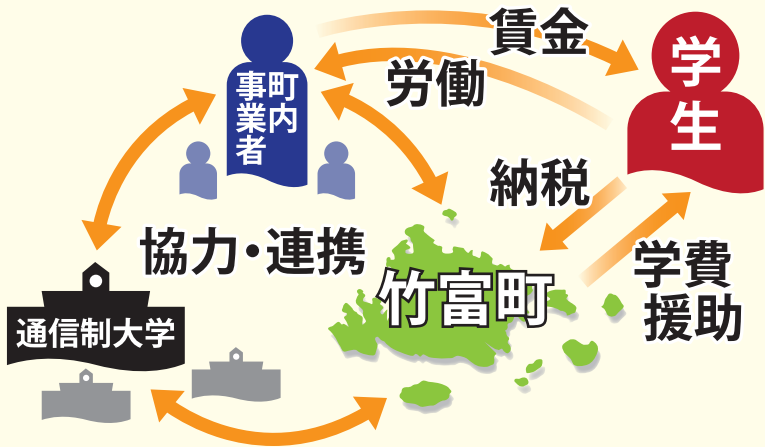 賃金
労働
学生
町内
事業者
納税
協力・連携
学費
援助
竹富町
通信制大学